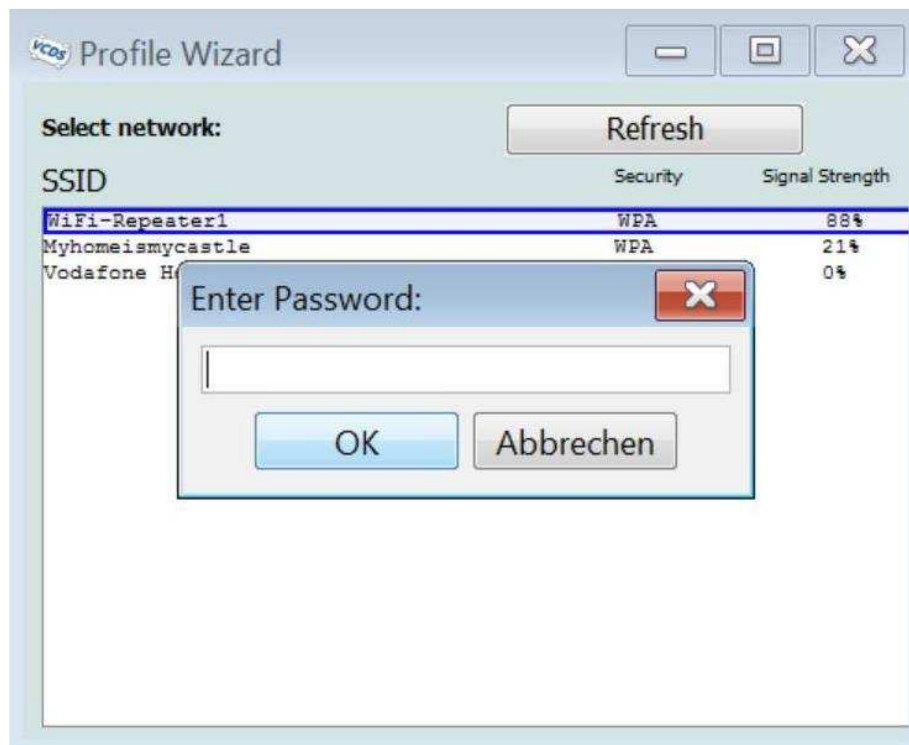 VCDS Profile Wizard
Select network: Refresh
SSID Security Signal Strength
WiFi-Repeater1 WPA 88%
Myhomeismycastle WPA 21%
Vodafone 0%
Enter Password:
OK Abbrechen